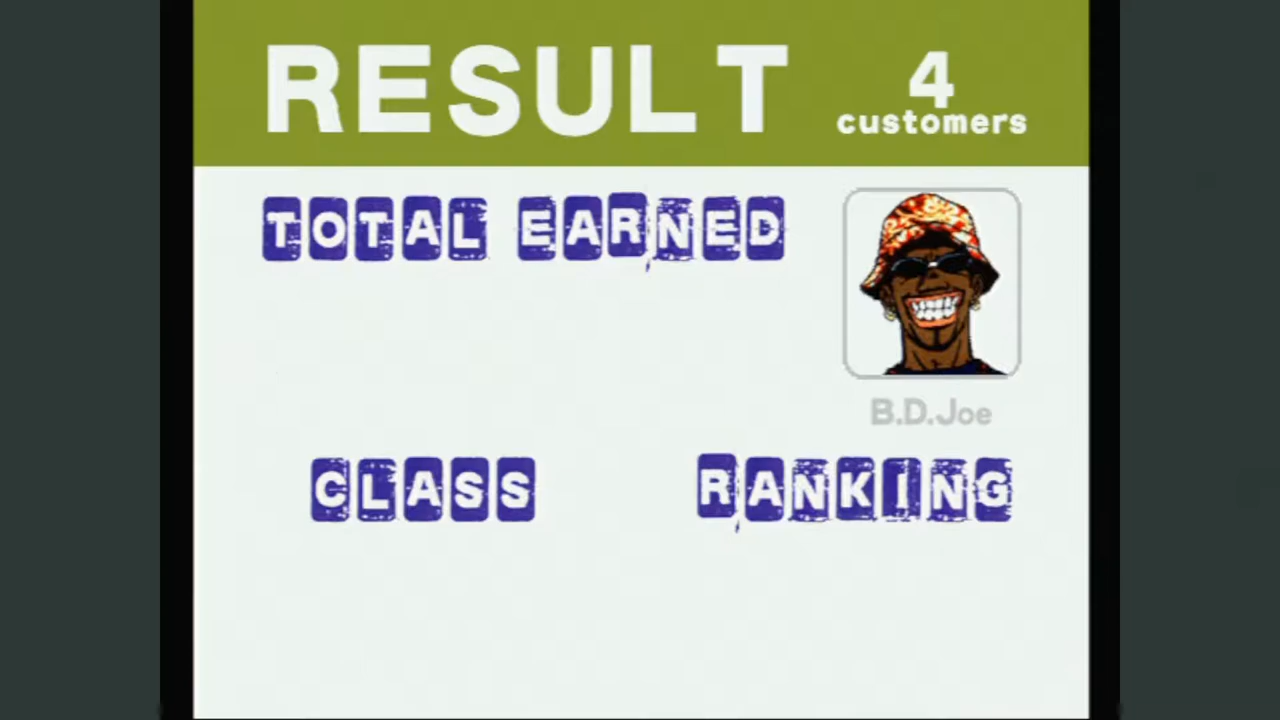 RESULT 4
customers
TOTAL EARNED
B.D.Joe
CLASS RANKING